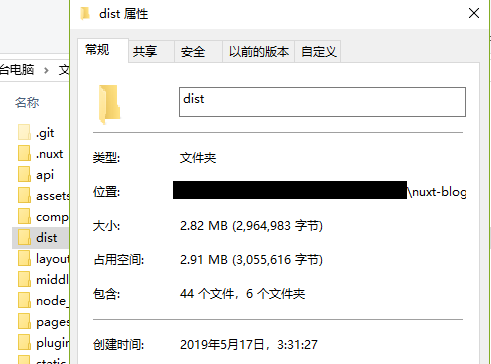 dist 属性
常规
共享
安全
以前的版本
自定义
台电脑
名称
.git
.nuxt
api
assets
comp
dist
layou
middl
node_
pages
plugin
static
dist
类型:
文件夹
位置:
\nuxt-blog
大小:
2.82 MB (2,964,983 字节)
占用空间:
2.91 MB (3,055,616 字节)
包含:
44 个文件，6 个文件夹
创建时间:
2019年5月17日，3:31:27